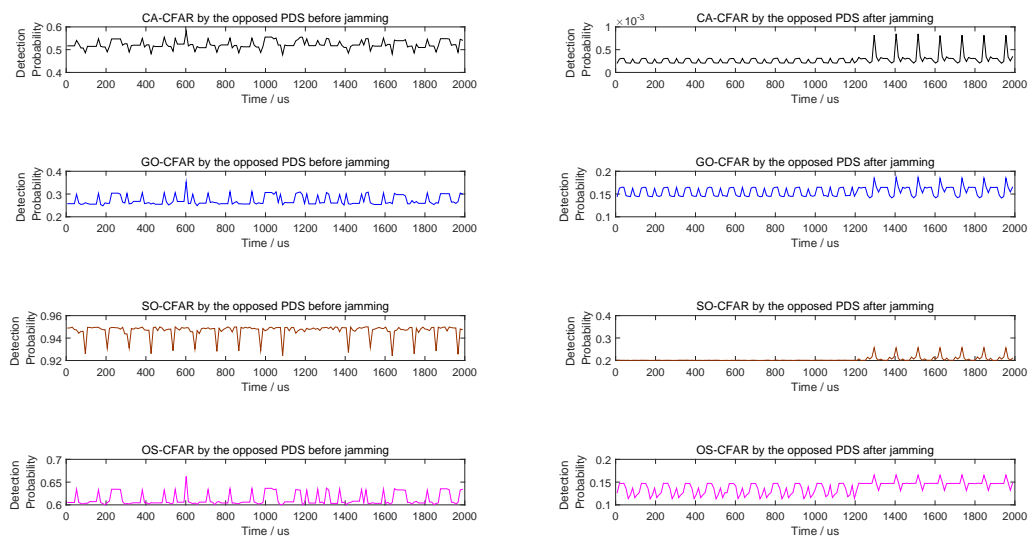 CA-CFAR by the opposed PDS before jamming
0.6
0.5
0.4
Detection
Probability
0 200 400 600 800 1000 1200 1400 1600 1800 2000
Time / us
CA-CFAR by the opposed PDS after jamming
×10^-3
1
0.5
0
Detection
Probability
0 200 400 600 800 1000 1200 1400 1600 1800 2000
Time / us
GO-CFAR by the opposed PDS before jamming
0.4
0.3
0.2
Detection
Probability
0 200 400 600 800 1000 1200 1400 1600 1800 2000
Time / us
GO-CFAR by the opposed PDS after jamming
0.2
0.15
0.1
Detection
Probability
0 200 400 600 800 1000 1200 1400 1600 1800 2000
Time / us
SO-CFAR by the opposed PDS before jamming
0.96
0.94
0.92
Detection
Probability
0 200 400 600 800 1000 1200 1400 1600 1800 2000
Time / us
SO-CFAR by the opposed PDS after jamming
0.4
0.3
0.2
Detection
Probability
0 200 400 600 800 1000 1200 1400 1600 1800 2000
Time / us
OS-CFAR by the opposed PDS before jamming
0.7
0.65
0.6
Detection
Probability
0 200 400 600 800 1000 1200 1400 1600 1800 2000
Time / us
OS-CFAR by the opposed PDS after jamming
0.2
0.15
0.1
Detection
Probability
0 200 400 600 800 1000 1200 1400 1600 1800 2000
Time / us